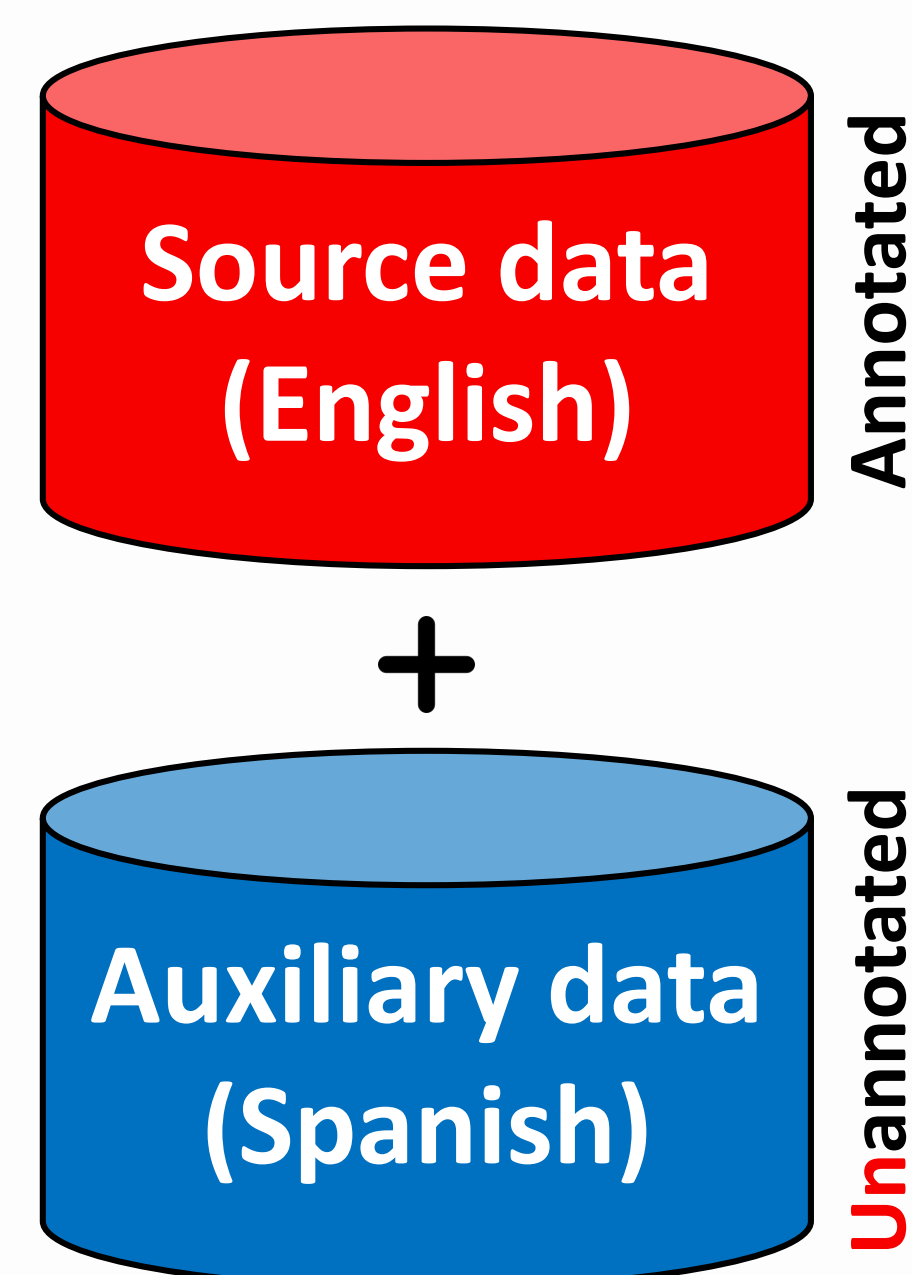 Source data
(English)
Annotated
+
Auxiliary data
(Spanish)
Unannotated